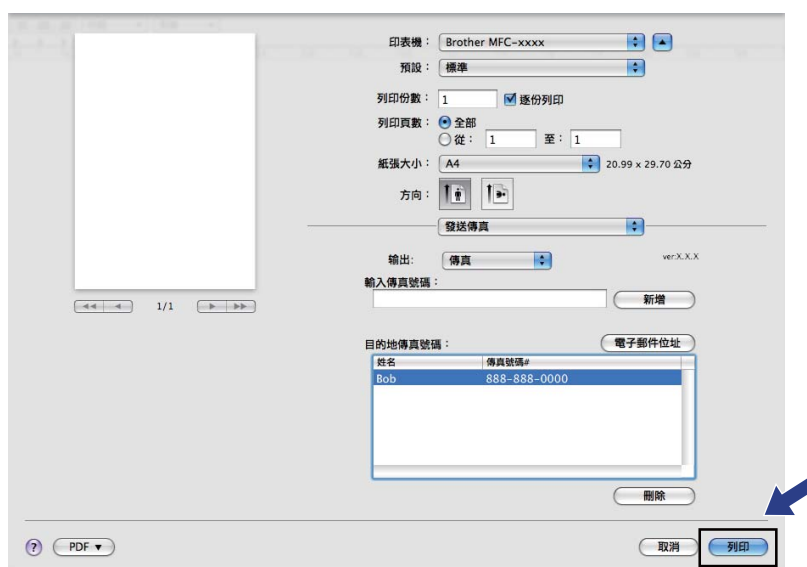 印表機： Brother MFC-xxxx
預設： 標準
列印份數： 1 逐份列印
列印頁數： 全部
從： 1 至： 1
紙張大小： A4 20.99 x 29.70 公分
方向：
發送傳真
輸出： 傳真 ver:X.X.X
輸入傳真號碼：
1/1 新增
目的地傳真號碼： 電子郵件位址
姓名 傳真號碼#
Bob 888-888-0000
刪除
? PDF ▼ 取消 列印